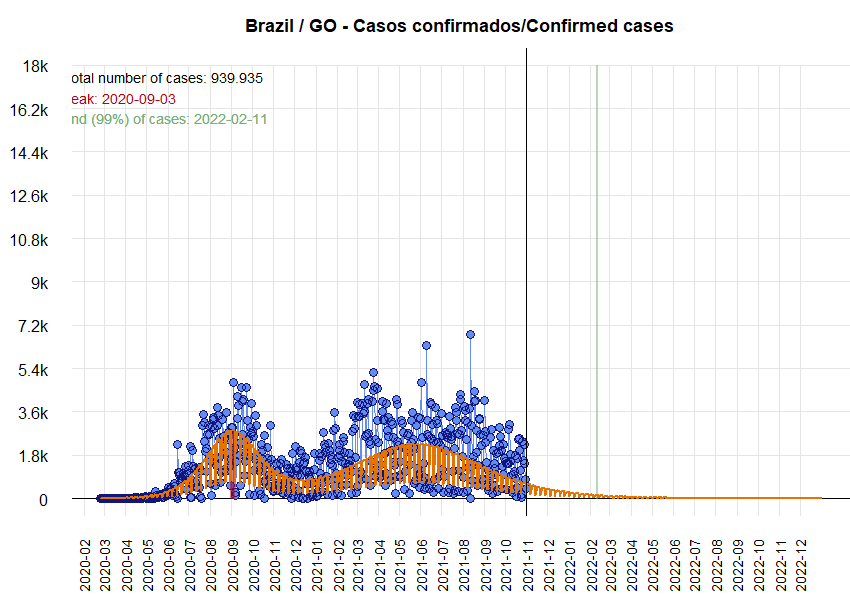 Brazil / GO - Casos confirmados/Confirmed cases
18k
otal number of cases: 939.935
eak: 2020-09-03
16.2k
nd (99%) of cases: 2022-02-11
14.4k
12.6k
10.8k
9k
7.2k
5.4k
3.6k
1.8k
0
2020-02
2020-03
2020-04
2020-05
2020-06
2020-07
2020-08
2020-09
2020-10
2020-11
2020-12
2021-01
2021-02
2021-03
2021-04
2021-05
2021-06
2021-07
2021-08
2021-09
2021-10
2021-11
2021-12
2022-01
2022-02
2022-03
2022-04
2022-05
2022-06
2022-07
2022-08
2022-09
2022-10
2022-11
2022-12